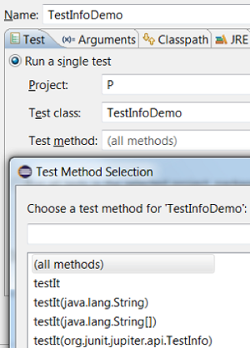 Name: TestInfoDemo
Test (x)= Arguments Classpath JRE
Run a single test
Project: P
Test class: TestInfoDemo
Test method: (all methods)
Test Method Selection
Choose a test method for 'TestInfoDemo':
(all methods)
testIt
testIt(java.lang.String)
testIt(java.lang.String[])
testIt(org.junit.jupiter.api.TestInfo)